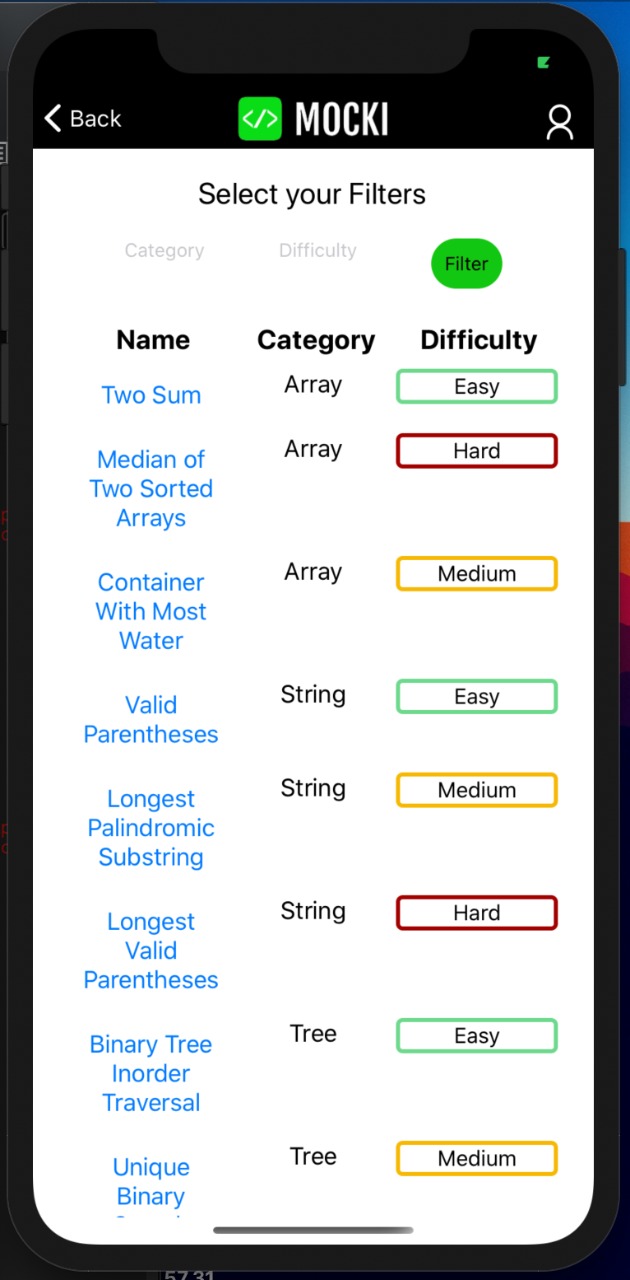 Back
</> MOCKI
Select your Filters
Category Difficulty Filter
Name Category Difficulty
Two Sum Array Easy
Median of Array Hard
Two Sorted
Arrays
Container Array Medium
With Most
Water
Valid String Easy
Parentheses
Longest String Medium
Palindromic
Substring
Longest String Hard
Valid
Parentheses
Binary Tree Tree Easy
Inorder
Traversal
Unique Tree Medium
Binary
57.31